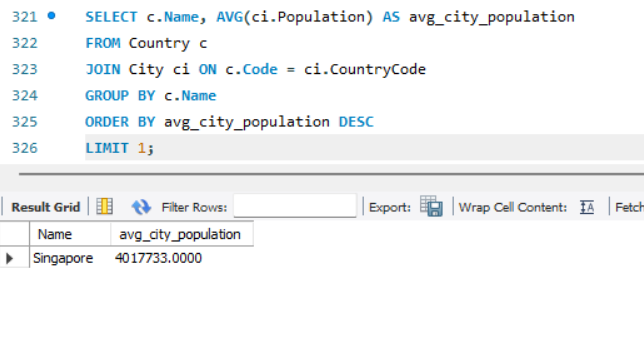 321 SELECT c.Name, AVG(ci.Population) AS avg_city_population
322 FROM Country c
323 JOIN City ci ON c.Code = ci.CountryCode
324 GROUP BY c.Name
325 ORDER BY avg_city_population DESC
326 LIMIT 1;
Result Grid Filter Rows: Export: Wrap Cell Content: IA Fetch
Name avg_city_population
Singapore 4017733.0000